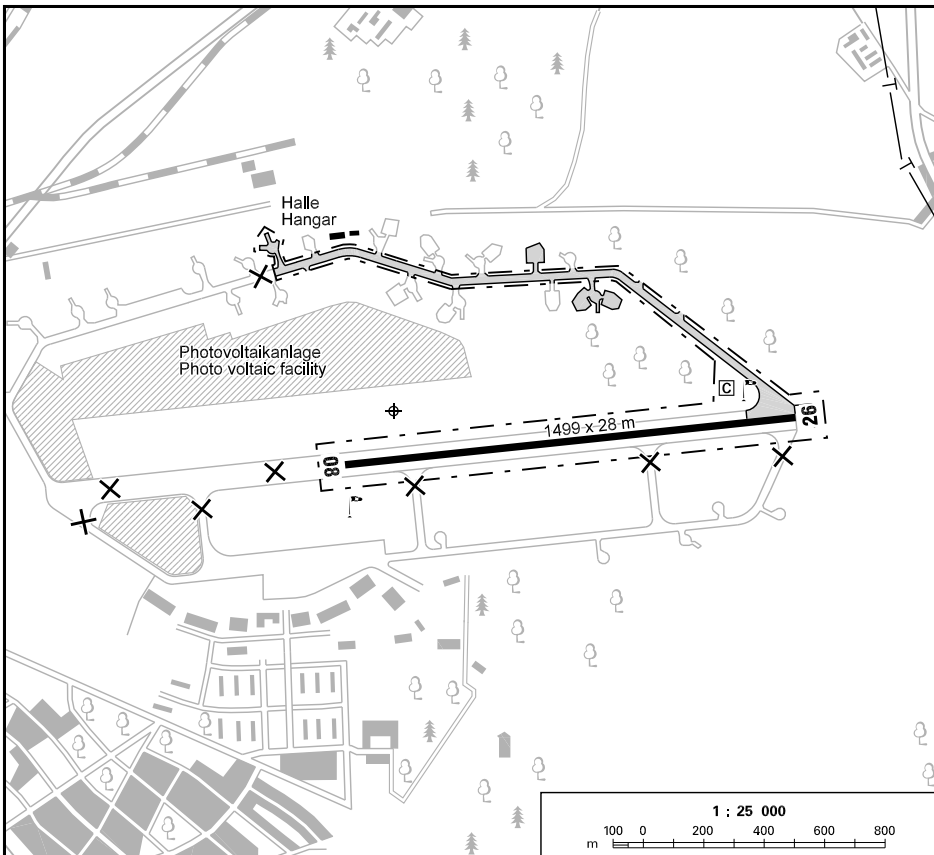 Halle
Hangar
Photovoltaikanlage
Photo voltaic facility
C
1499 x 28 m
26
08
1 : 25 000
m 100 0 200 400 600 800